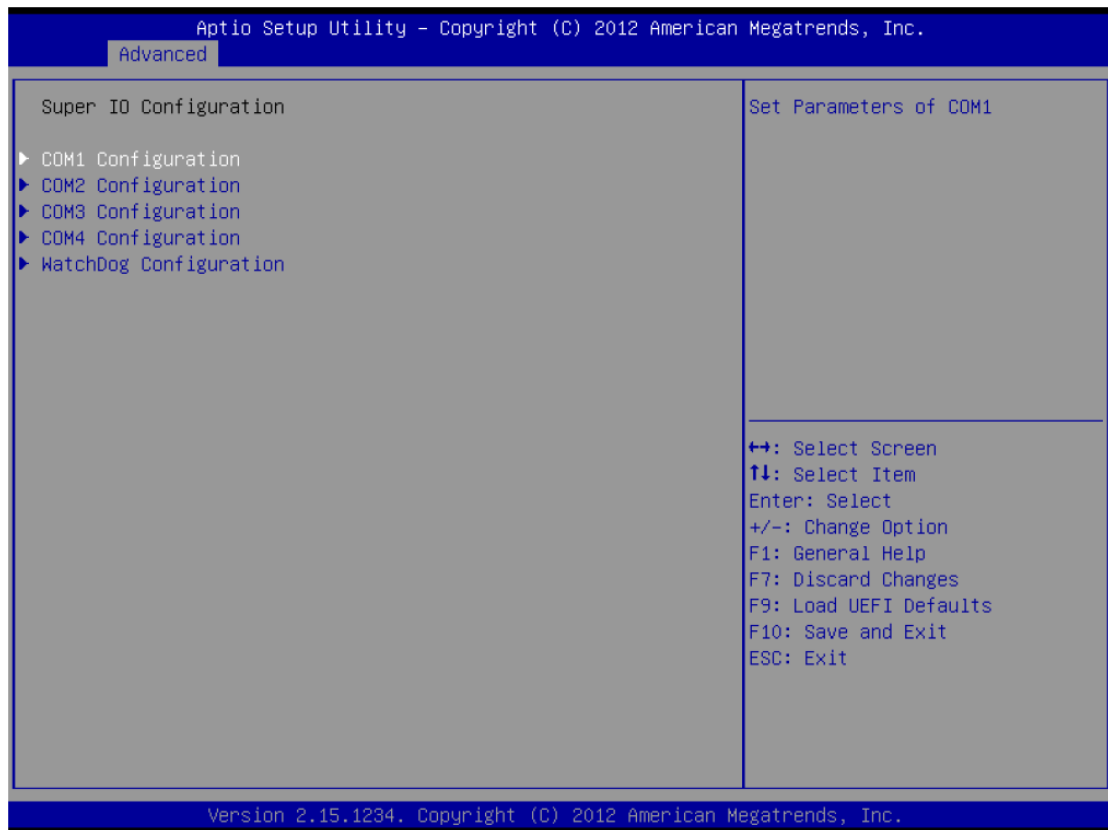 Aptio Setup Utility – Copyright (C) 2012 American Megatrends, Inc.
Advanced
Super IO Configuration
Set Parameters of COM1
► COM1 Configuration
► COM2 Configuration
► COM3 Configuration
► COM4 Configuration
► WatchDog Configuration
↔: Select Screen
↑↓: Select Item
Enter: Select
+/-: Change Option
F1: General Help
F7: Discard Changes
F9: Load UEFI Defaults
F10: Save and Exit
ESC: Exit
Version 2.15.1234. Copyright (C) 2012 American Megatrends, Inc.